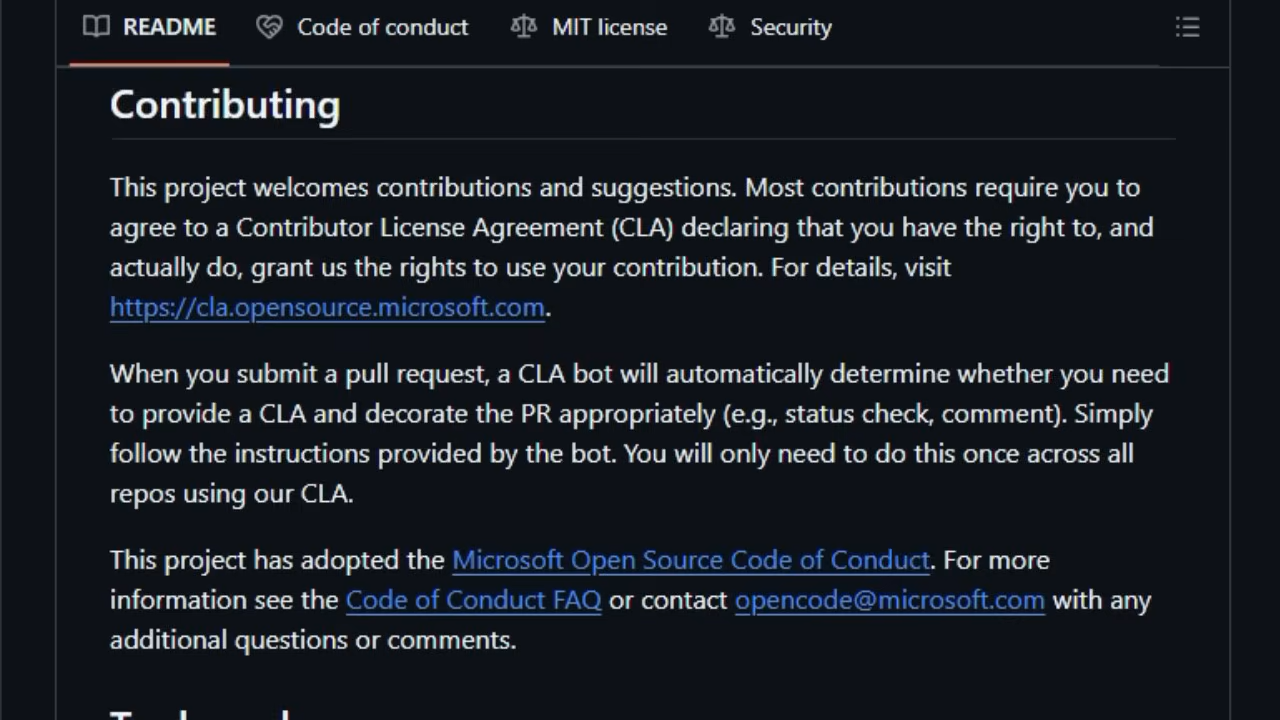 README Code of conduct MIT license Security
Contributing
This project welcomes contributions and suggestions. Most contributions require you to
agree to a Contributor License Agreement (CLA) declaring that you have the right to, and
actually do, grant us the rights to use your contribution. For details, visit
https://cla.opensource.microsoft.com.
When you submit a pull request, a CLA bot will automatically determine whether you need
to provide a CLA and decorate the PR appropriately (e.g., status check, comment). Simply
follow the instructions provided by the bot. You will only need to do this once across all
repos using our CLA.
This project has adopted the Microsoft Open Source Code of Conduct. For more
information see the Code of Conduct FAQ or contact opencode@microsoft.com with any
additional questions or comments.